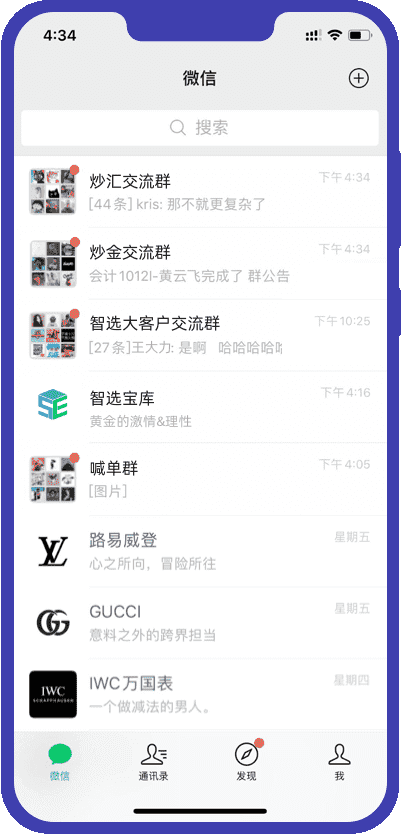 4:34
微信
搜索
炒汇交流群 下午4:34
[44条] kris: 那不就更复杂了
炒金交流群 下午4:34
会计1012I-黄云飞完成了 群公告
智选大客户交流群 下午10:25
[27条]王大力: 是啊 哈哈哈哈
智选宝库 下午4:16
黄金的激情&理性
喊单群 下午4:05
[图片]
路易威登 星期五
心之所向，冒险所往
GUCCI 星期五
意料之外的跨界担当
IWC
SCHAFFHAUSEN
IWC万国表 星期四
一个做减法的男人。
微信 通讯录 发现 我